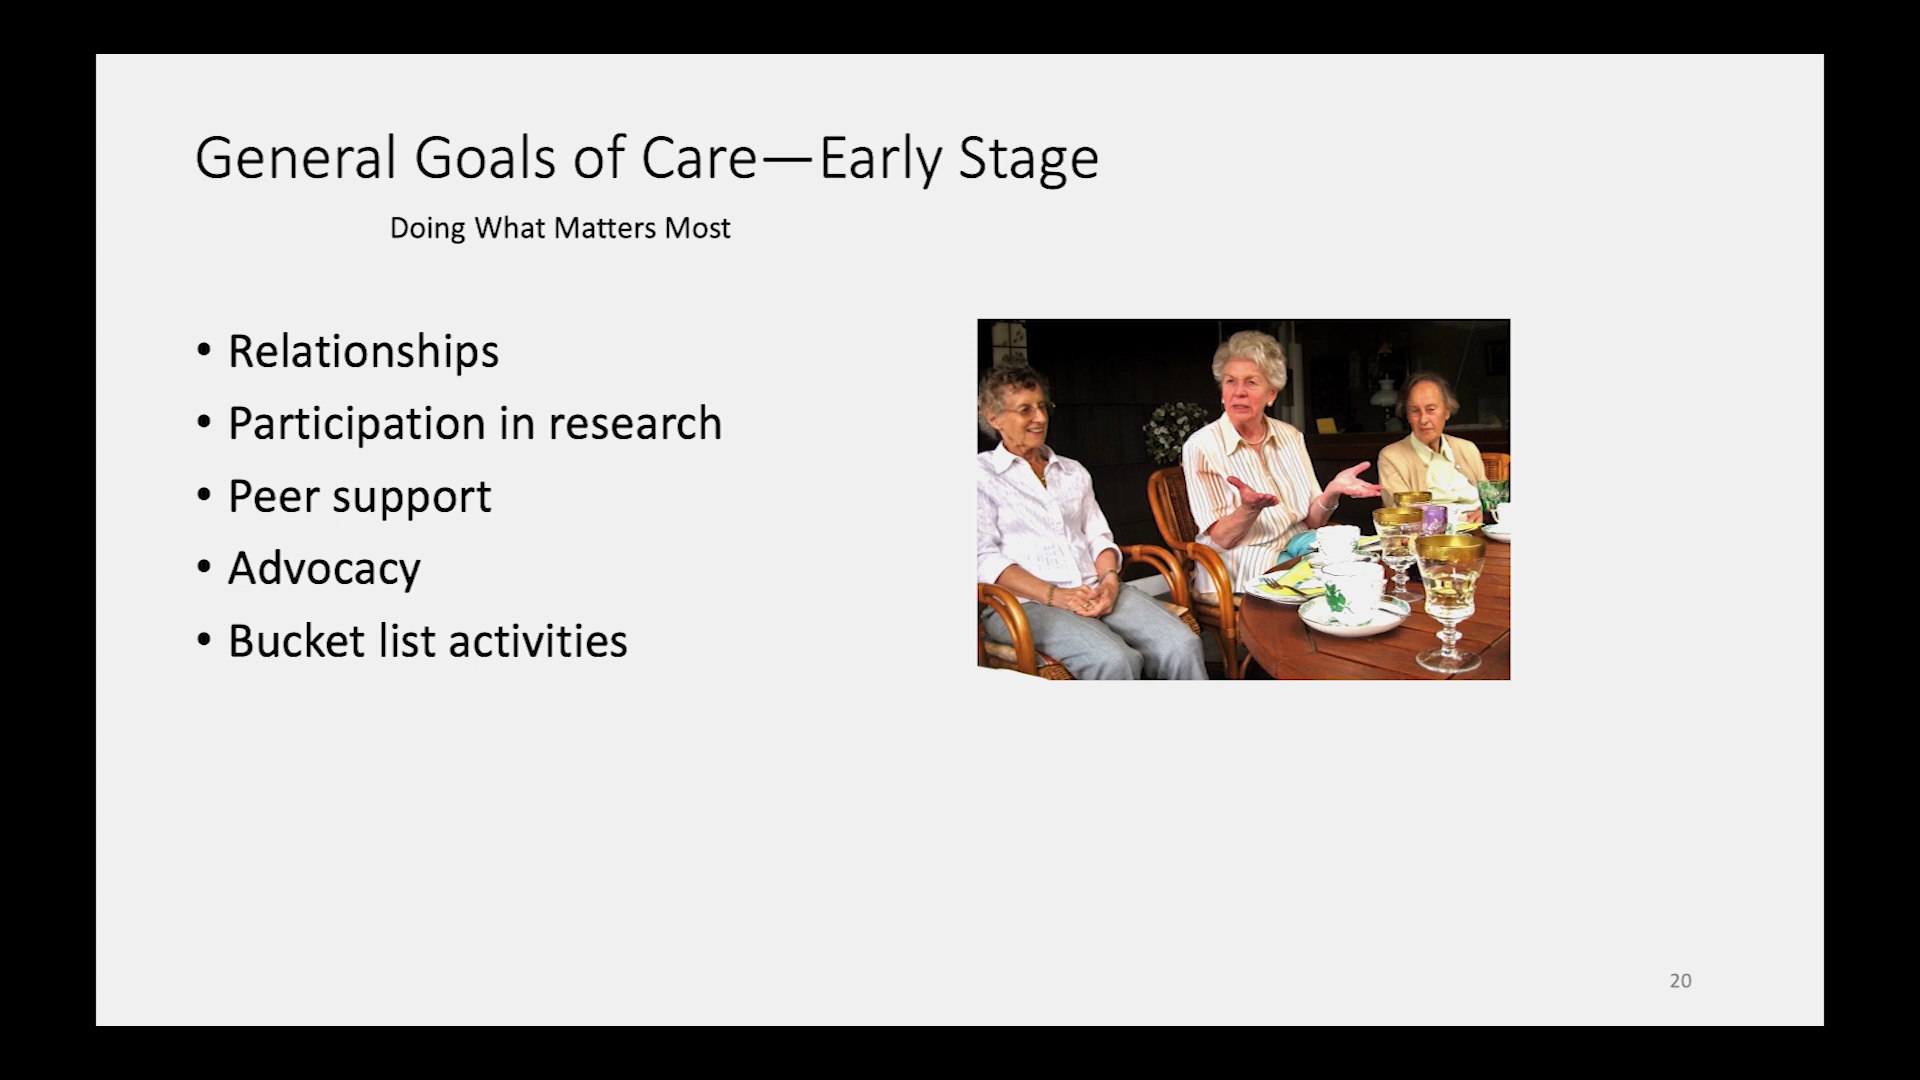 General Goals of Care—Early Stage
Doing What Matters Most
• Relationships
• Participation in research
• Peer support
• Advocacy
• Bucket list activities
20